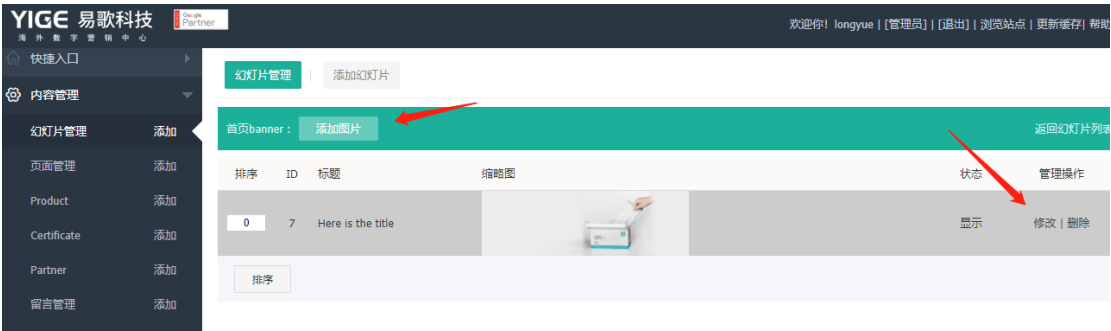 YIGE 易歌科技
海外数字营销中心
Google Partner
欢迎你! longyue | [管理员] | [退出] | 浏览站点 | 更新缓存| 帮助
快捷入口
幻灯片管理 | 添加幻灯片
内容管理
幻灯片管理 添加
首页banner： 添加图片 返回幻灯片列表
页面管理 添加
排序 ID 标题 缩略图 状态 管理操作
Product 添加
0 7 Here is the title 显示 修改 | 删除
Certificate 添加
Partner 添加
排序
留言管理 添加